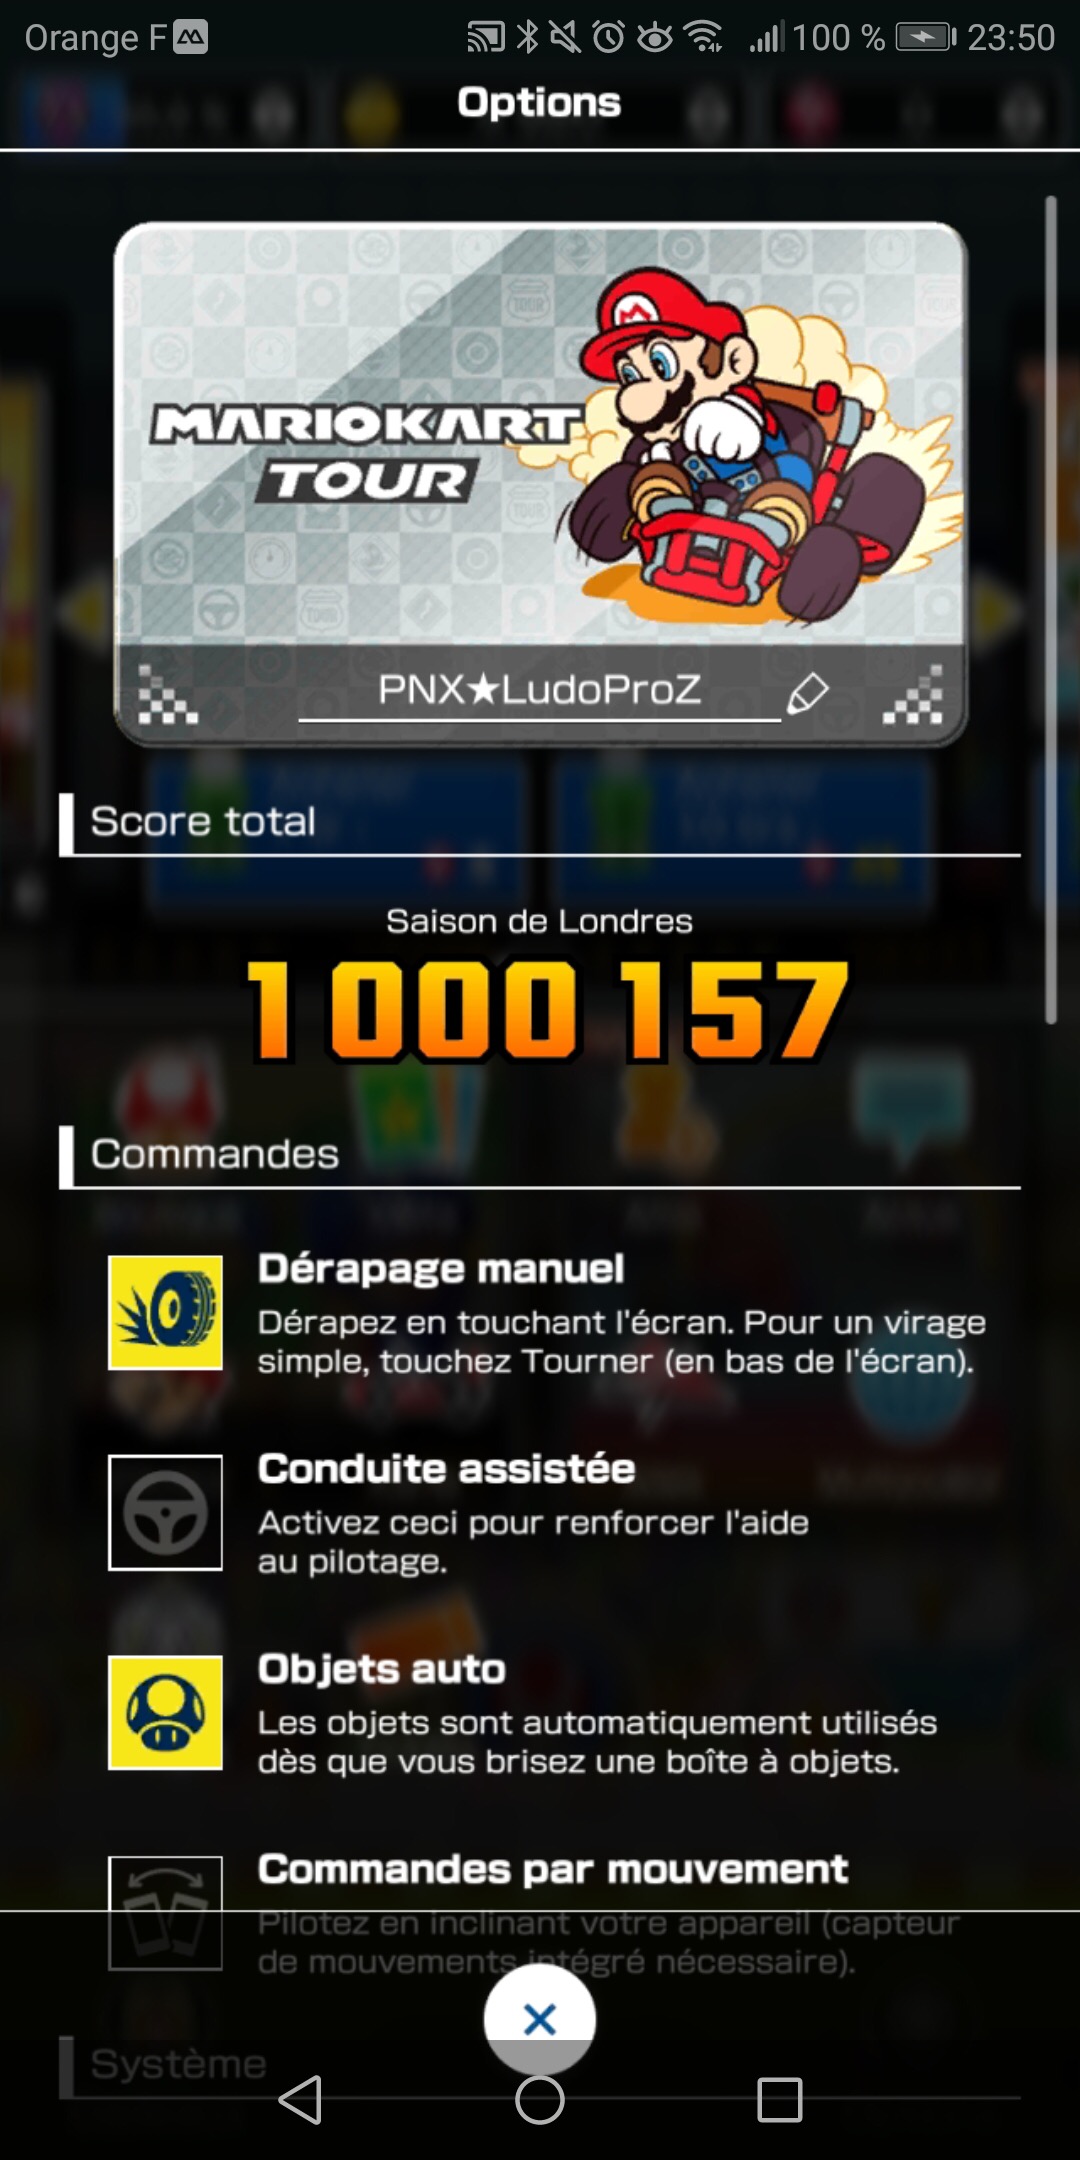 Orange F
100 %
23:50
Options
MARIOKART
TOUR
PNX★LudoProZ
Score total
Saison de Londres
1 000 157
Commandes
Dérapage manuel
Dérapez en touchant l'écran. Pour un virage
simple, touchez Tourner (en bas de l'écran).
Conduite assistée
Activez ceci pour renforcer l'aide
au pilotage.
Objets auto
Les objets sont automatiquement utilisés
dès que vous brisez une boîte à objets.
Commandes par mouvement
Pilotez en inclinant votre appareil (capteur
de mouvements intégré nécessaire).
Système